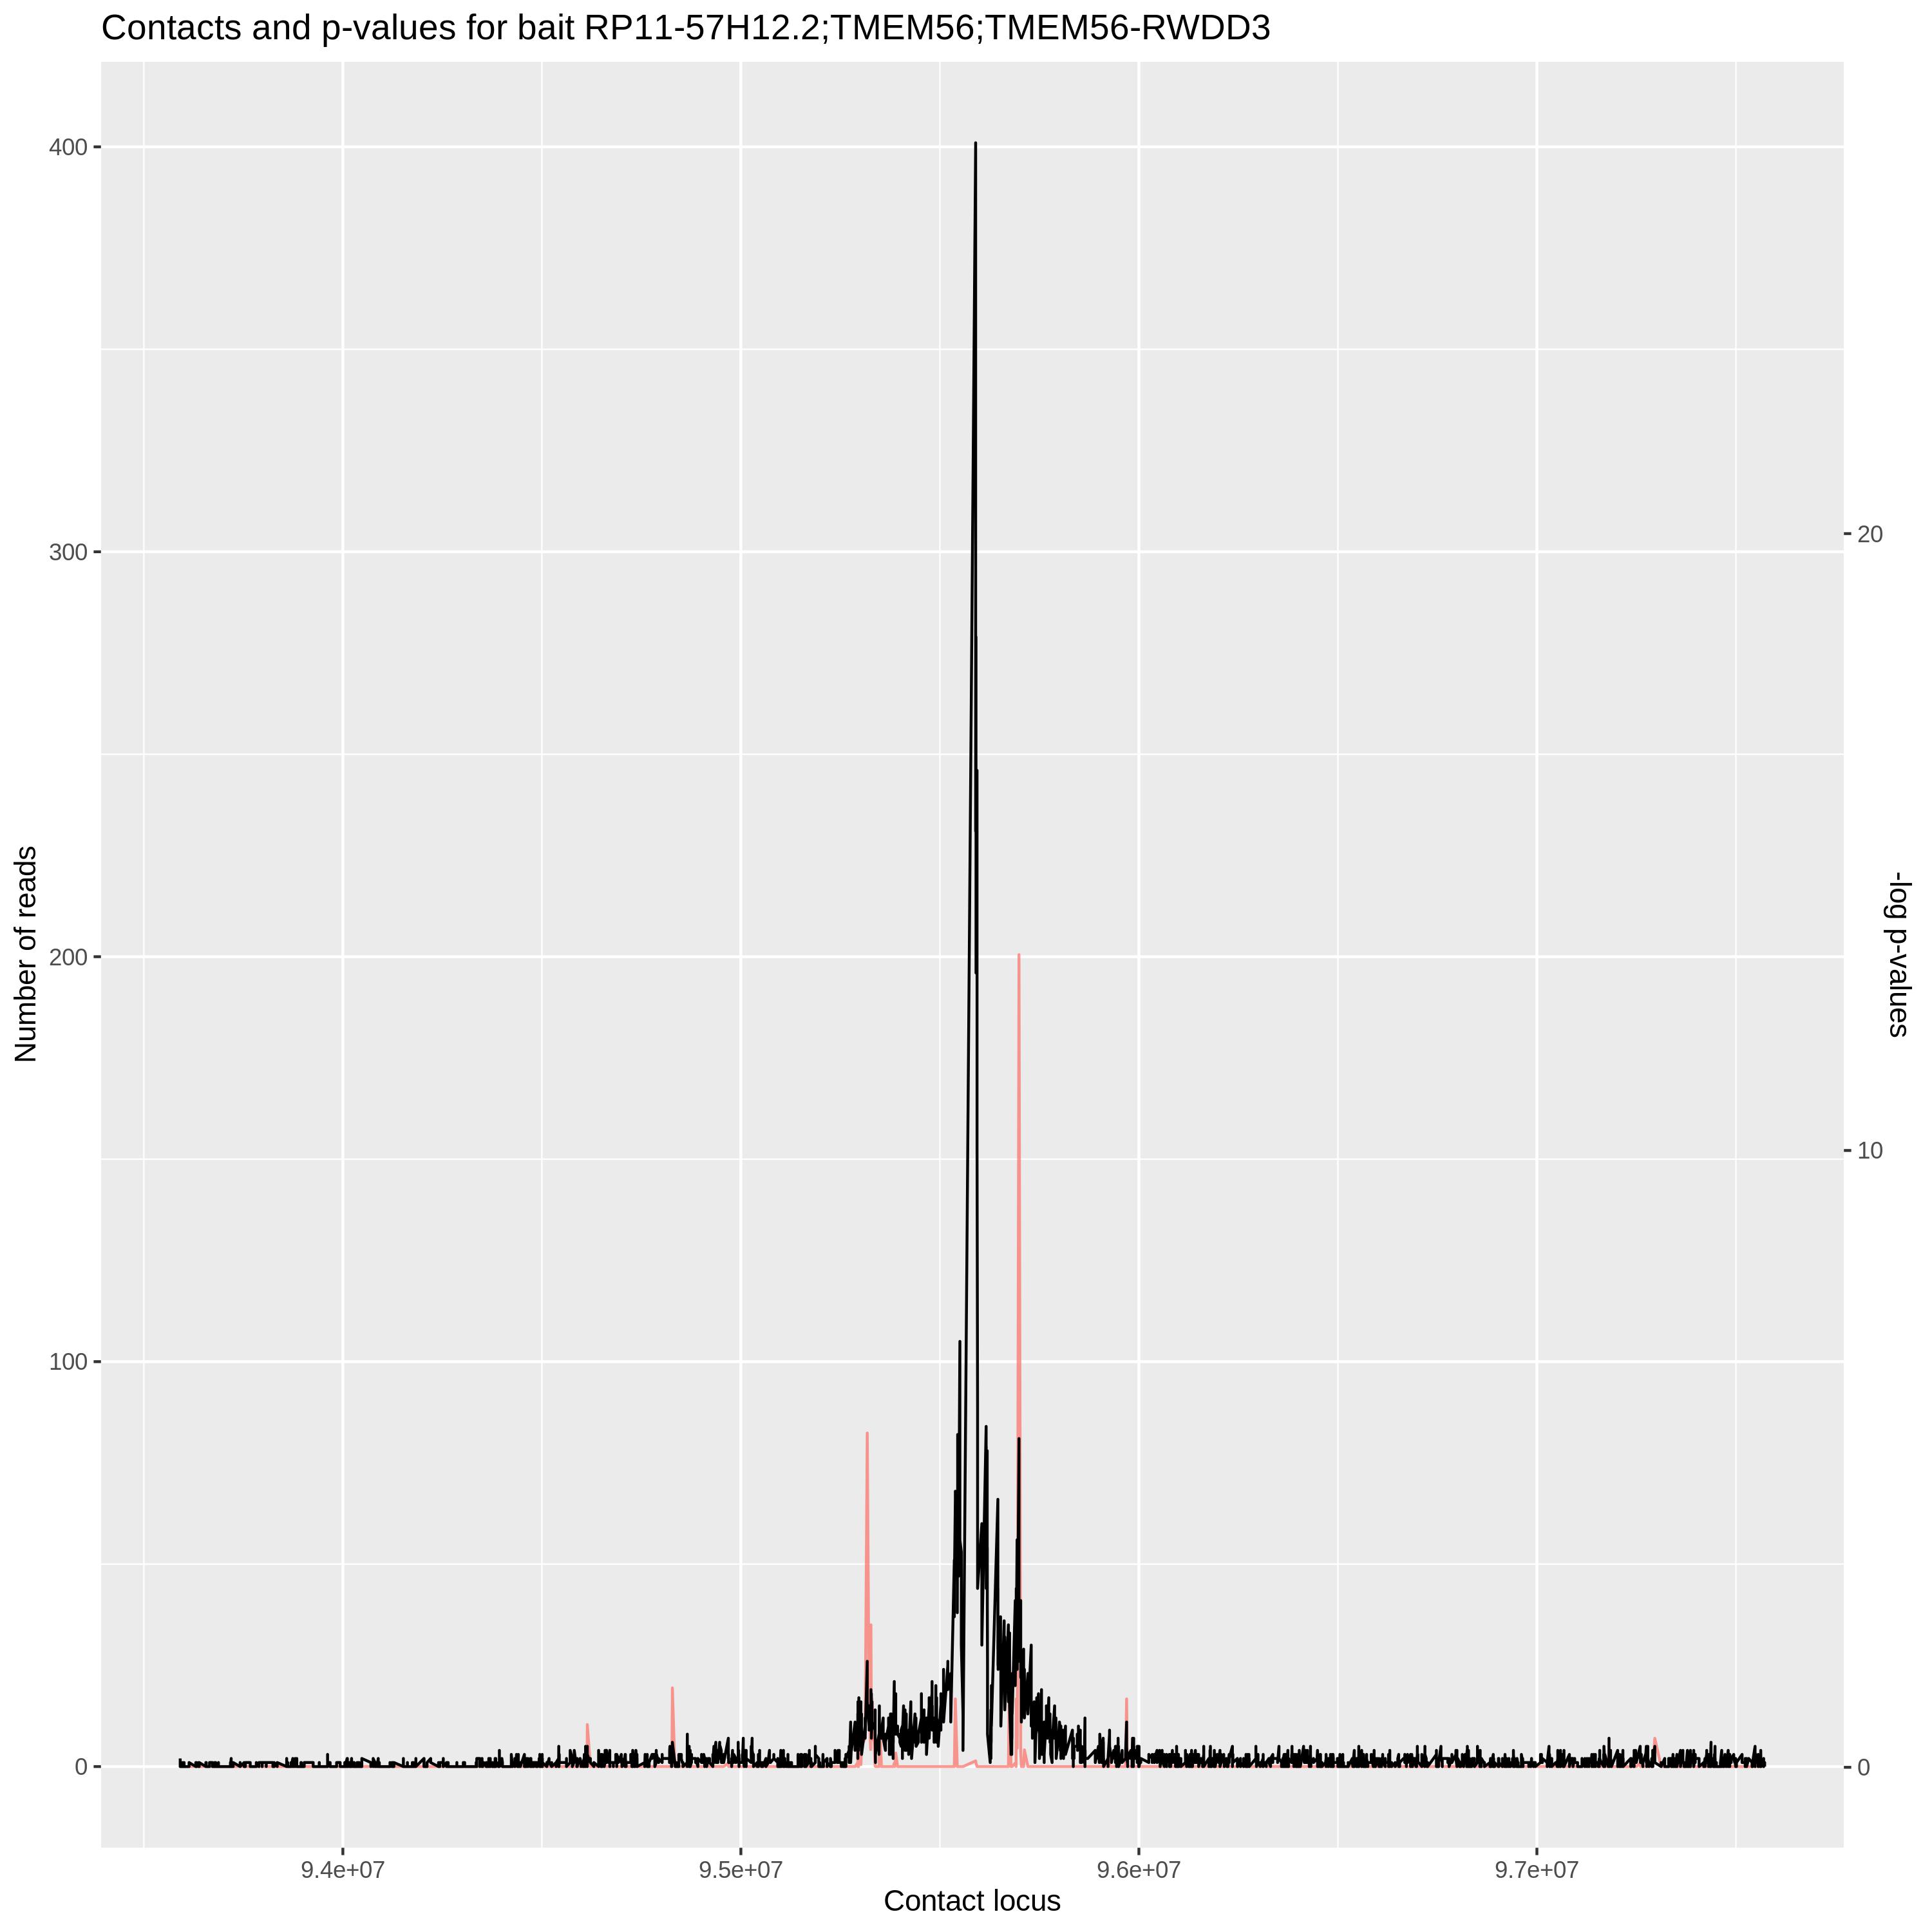 Contacts and p-values for bait RP11-57H12.2;TMEM56;TMEM56-RWDD3
400
300
200
100
0
Number of reads
20
10
0
-log p-values
9.4e+07 9.5e+07 9.6e+07 9.7e+07
Contact locus